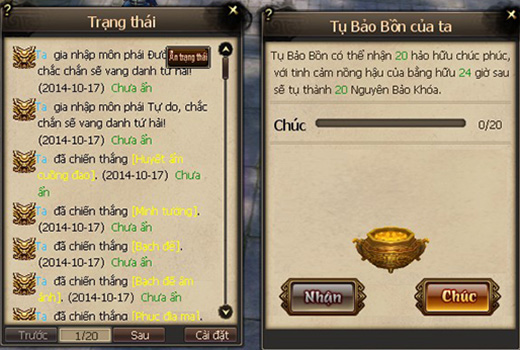 Trạng thái
Ta gia nhập môn phái
Ẩn trạng thái
chắc chắn sẽ vang danh tứ hải!
(2014-10-17) Chưa ẩn
Ta gia nhập môn phái Tự do, chắc
chắn sẽ vang danh tứ hải!
(2014-10-17) Chưa ẩn
Ta đã chiến thắng [Huyết ẩm
cuồng đao]. (2014-10-17) Chưa
ẩn
Ta đã chiến thắng [Minh tướng].
(2014-10-17) Chưa ẩn
Ta đã chiến thắng [Bạch đế].
(2014-10-17) Chưa ẩn
Ta đã chiến thắng [Bạch đế âm
ảnh]. (2014-10-17) Chưa ẩn
Ta đã chiến thắng [Phục địa ma].
Trước 1/20 Sau Cài đặt
Tụ Bảo Bồn của ta
Tụ Bảo Bồn có thể nhận 20 hảo hữu chúc phúc,
với tình cảm nồng hậu của bằng hữu 24 giờ sau
sẽ tụ thành 20 Nguyên Bảo Khóa.
Chúc 0/20
Nhận Chúc